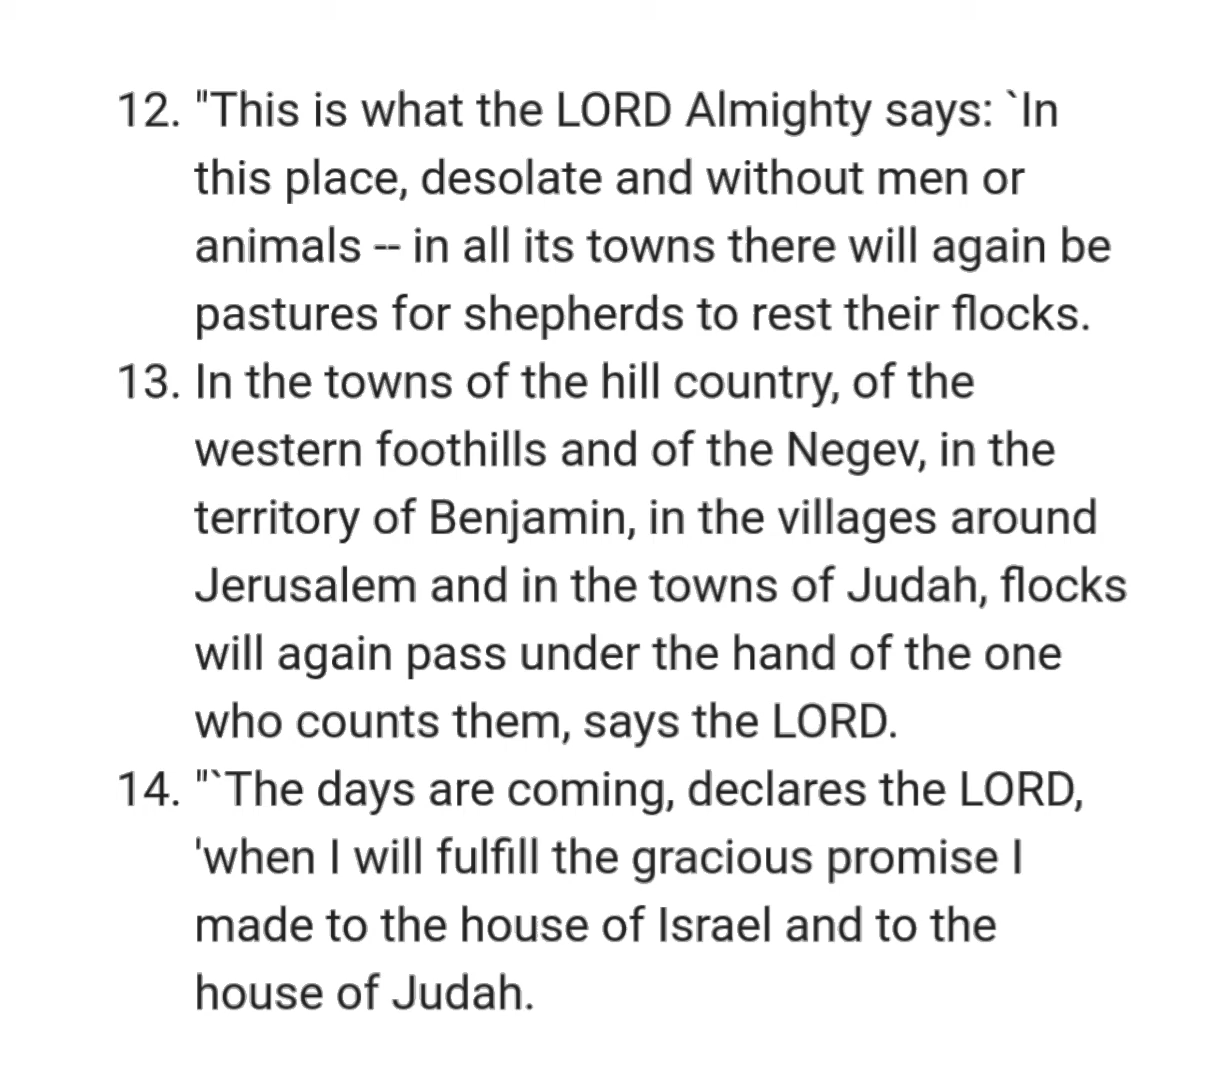 12. "This is what the LORD Almighty says: `In
this place, desolate and without men or
animals -- in all its towns there will again be
pastures for shepherds to rest their flocks.
13. In the towns of the hill country, of the
western foothills and of the Negev, in the
territory of Benjamin, in the villages around
Jerusalem and in the towns of Judah, flocks
will again pass under the hand of the one
who counts them, says the LORD.
14. "`The days are coming, declares the LORD,
'when I will fulfill the gracious promise I
made to the house of Israel and to the
house of Judah.